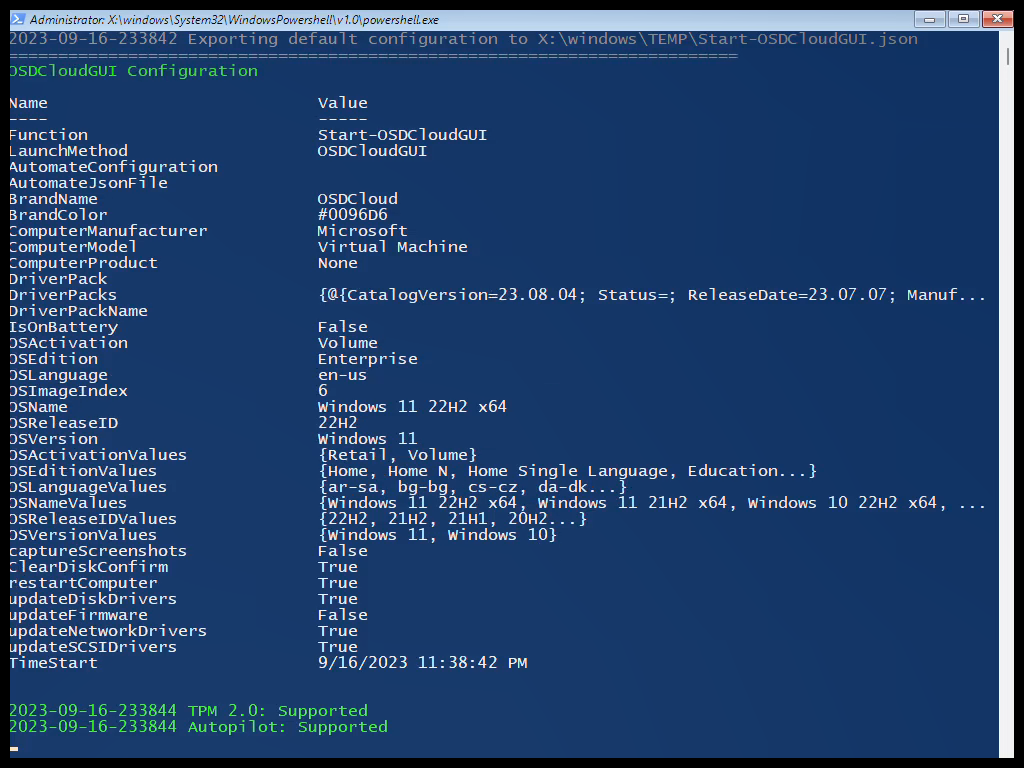 Administrator: X:\windows\System32\WindowsPowershell\v1.0\powershell.exe
2023-09-16-233842 Exporting default configuration to X:\windows\TEMP\Start-OSDCloudGUI.json
=========================================================================
OSDCloudGUI Configuration
Name Value
---- -----
Function Start-OSDCloudGUI
LaunchMethod OSDCloudGUI
AutomateConfiguration
AutomateJsonFile
BrandName OSDCloud
BrandColor #0096D6
ComputerManufacturer Microsoft
ComputerModel Virtual Machine
ComputerProduct None
DriverPack
DriverPacks {@{CatalogVersion=23.08.04; Status=; ReleaseDate=23.07.07; Manuf...
DriverPackName
IsOnBattery False
OSActivation Volume
OSEdition Enterprise
OSLanguage en-us
OSImageIndex 6
OSName Windows 11 22H2 x64
OSReleaseID 22H2
OSVersion Windows 11
OSActivationValues {Retail, Volume}
OSEditionValues {Home, Home N, Home Single Language, Education...}
OSLanguageValues {ar-sa, bg-bg, cs-cz, da-dk...}
OSNameValues {Windows 11 22H2 x64, Windows 11 21H2 x64, Windows 10 22H2 x64, ...
OSReleaseIDValues {22H2, 21H2, 21H1, 20H2...}
OSVersionValues {Windows 11, Windows 10}
captureScreenshots False
ClearDiskConfirm True
restartComputer True
updateDiskDrivers True
updateFirmware False
updateNetworkDrivers True
updateSCSIDrivers True
TimeStart 9/16/2023 11:38:42 PM
2023-09-16-233844 TPM 2.0: Supported
2023-09-16-233844 Autopilot: Supported